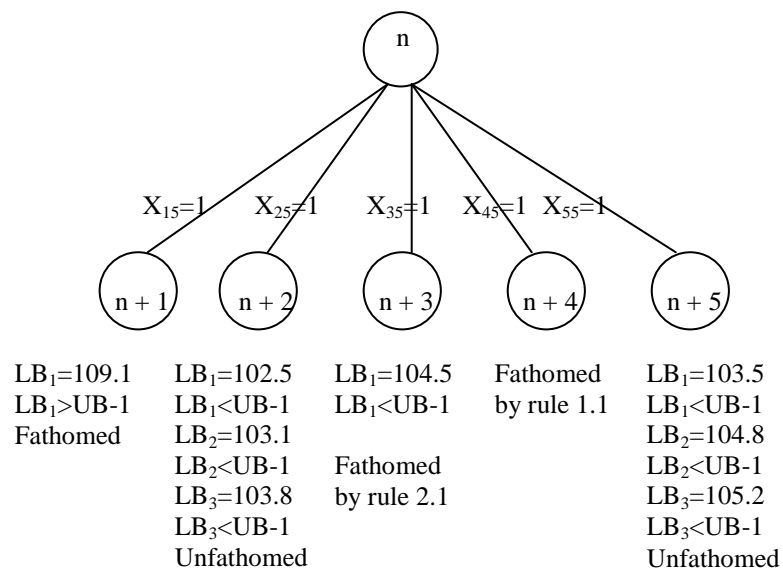 n
X₁₅=1
X₂₅=1
X₃₅=1
X₄₅=1
X₅₅=1
n + 1
n + 2
n + 3
n + 4
n + 5
LB₁=109.1
LB₁>UB-1
Fathomed
LB₁=102.5
LB₁<UB-1
LB₂=103.1
LB₂<UB-1
LB₃=103.8
LB₃<UB-1
Unfathomed
LB₁=104.5
LB₁<UB-1
Fathomed
by rule 2.1
Fathomed
by rule 1.1
LB₁=103.5
LB₁<UB-1
LB₂=104.8
LB₂<UB-1
LB₃=105.2
LB₃<UB-1
Unfathomed